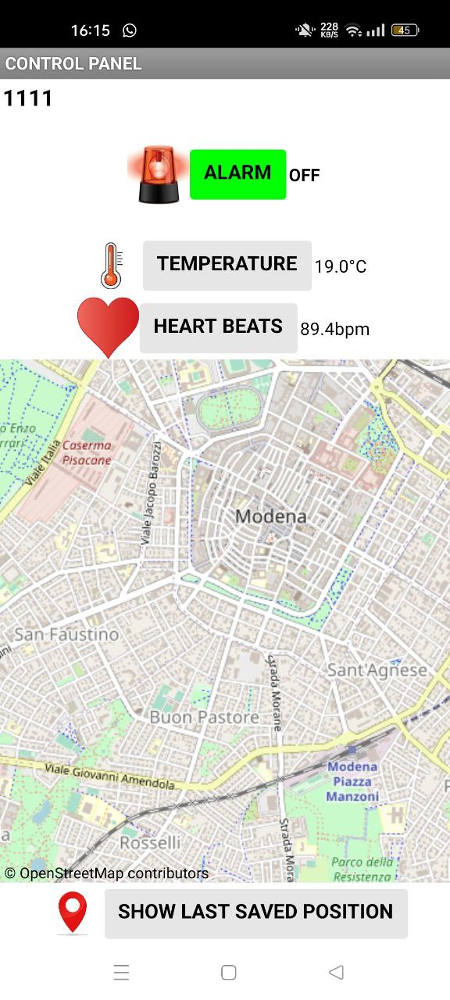 16:15
228
KB/S
45
CONTROL PANEL
1111
ALARM OFF
TEMPERATURE 19.0°C
HEART BEATS 89.4bpm
o Enzo
rrari
Viale Italia
Caserma
Pisacane
Viale Jacopo Barozzi
Modena
San Faustino
Sant'Agnese
Strada Morane
Buon Pastore
Viale Giovanni Amendola
Modena
Piazza
Manzoni
Rosselli
Strada Mora
Parco della
Resistenza
© OpenStreetMap contributors
SHOW LAST SAVED POSITION